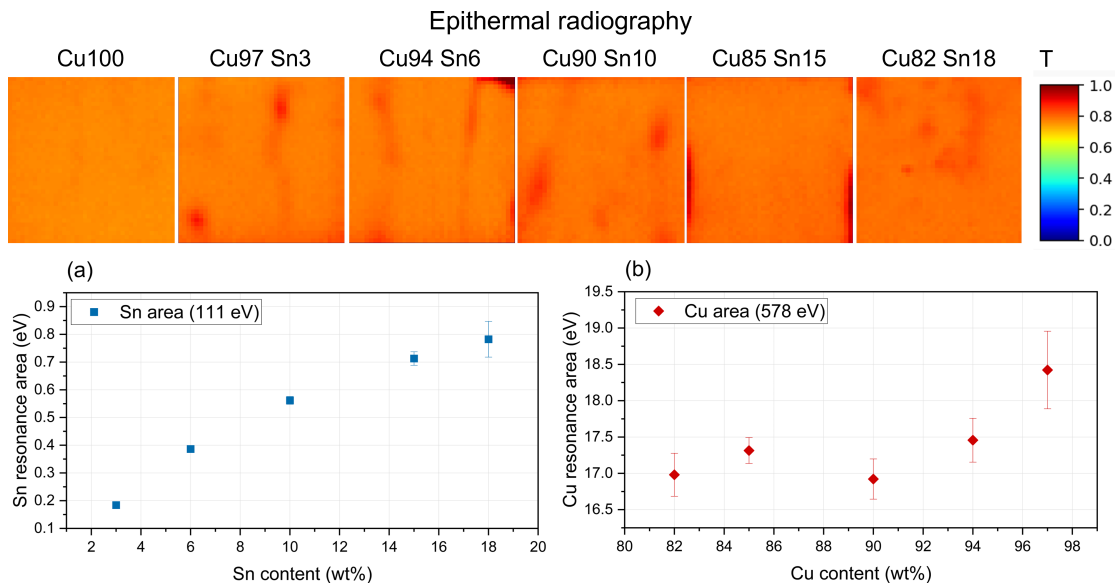 Epithermal radiography
Cu100 Cu97 Sn3 Cu94 Sn6 Cu90 Sn10 Cu85 Sn15 Cu82 Sn18 T
1.0
0.8
0.6
0.4
0.2
0.0
(a)
Sn area (111 eV)
Sn resonance area (eV)
0.9
0.8
0.7
0.6
0.5
0.4
0.3
0.2
0.1
2 4 6 8 10 12 14 16 18 20
Sn content (wt%)
(b)
Cu area (578 eV)
Cu resonance area (eV)
19.5
19.0
18.5
18.0
17.5
17.0
16.5
80 82 84 86 88 90 92 94 96 98
Cu content (wt%)